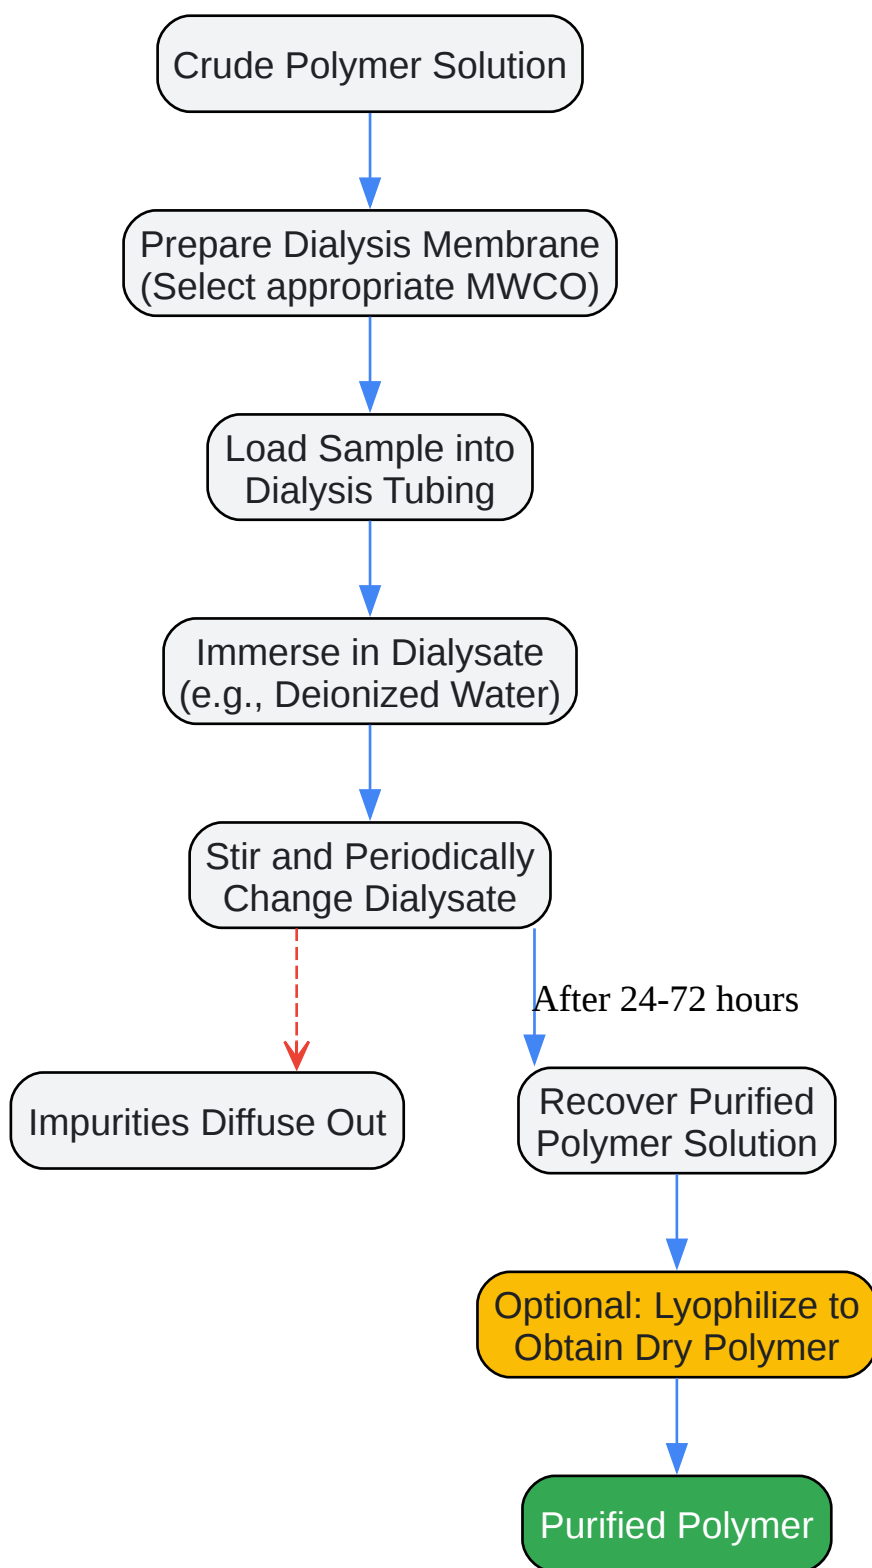 Crude Polymer Solution
Prepare Dialysis Membrane
(Select appropriate MWCO)
Load Sample into
Dialysis Tubing
Immerse in Dialysate
(e.g., Deionized Water)
Stir and Periodically
Change Dialysate
After 24-72 hours
Impurities Diffuse Out
Recover Purified
Polymer Solution
Optional: Lyophilize to
Obtain Dry Polymer
Purified Polymer